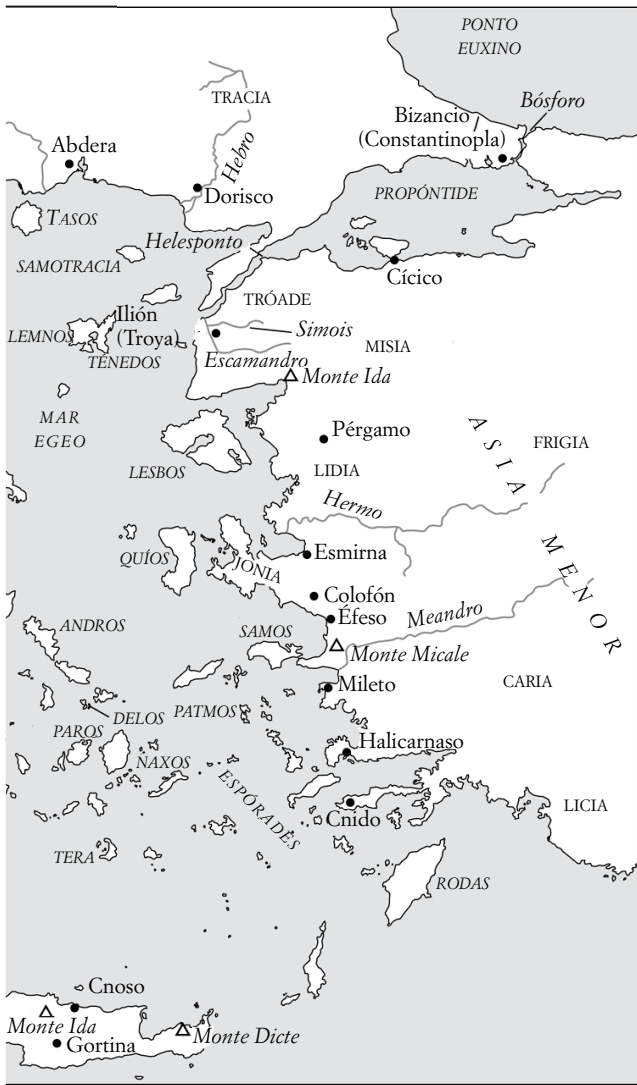 PONTO
EUXINO
TRACIA
Bósforo
Bizancio
(Constantinopla)
Abdera
Hebro
Dorisco
PROPÓNTIDE
TASOS
Helesponto
SAMOTRACIA
Cícico
TRÓADE
Ilión
(Troya)
Simois
LEMNOS
TÉNEDOS
Escamandro
MISIA
Monte Ida
MAR
EGEO
Pérgamo
ASIA MENOR
FRIGIA
LESBOS
LIDIA
Hermo
QUÍOS
Esmirna
JONIA
Colofón
Éfeso
Meandro
ANDROS
SAMOS
Monte Micale
Mileto
CARIA
DELOS
PATMOS
PAROS
NAXOS
Halicarnaso
ESPÓRADES
Cnido
LICIA
TERA
RODAS
Cnoso
Monte Ida
Monte Dicte
Gortina